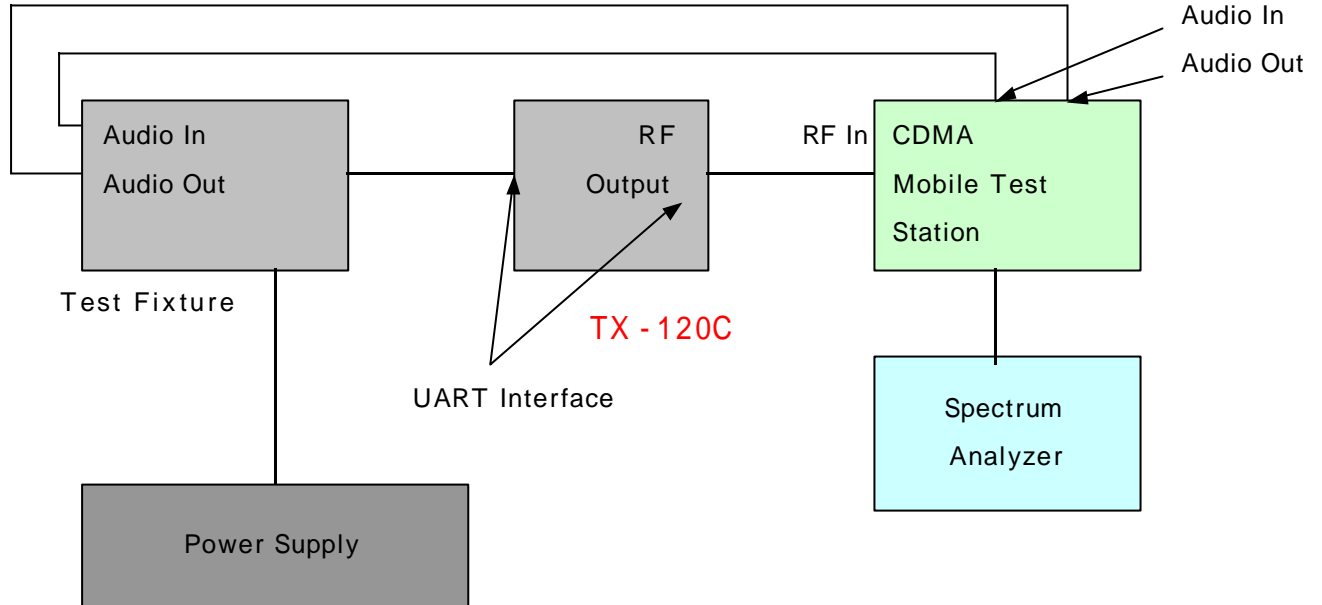 Audio In
Audio Out
Audio In
Audio Out
RF
Output
RF In
CDMA
Mobile Test
Station
Test Fixture
TX - 120C
UART Interface
Spectrum
Analyzer
Power Supply